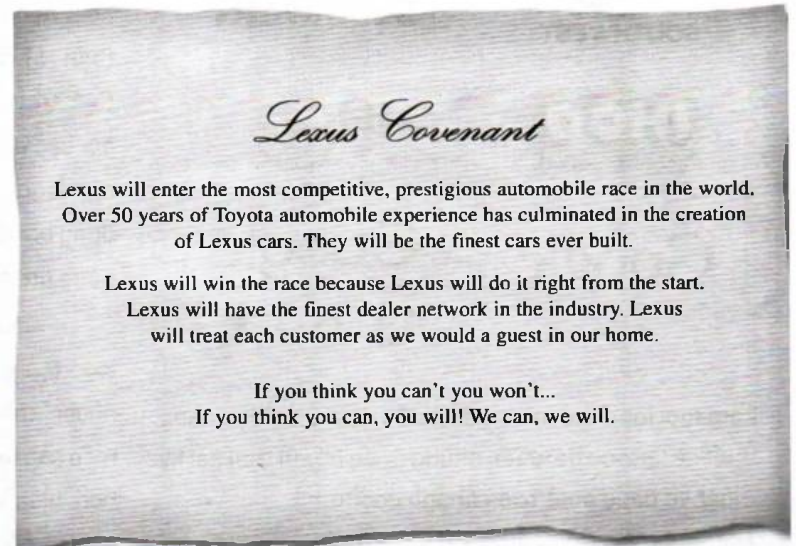 Lexus Covenant
Lexus will enter the most competitive, prestigious automobile race in the world.
Over 50 years of Toyota automobile experience has culminated in the creation
of Lexus cars. They will be the finest cars ever built.
Lexus will win the race because Lexus will do it right from the start.
Lexus will have the finest dealer network in the industry. Lexus
will treat each customer as we would a guest in our home.
If you think you can't you won't...
If you think you can, you will! We can, we will.